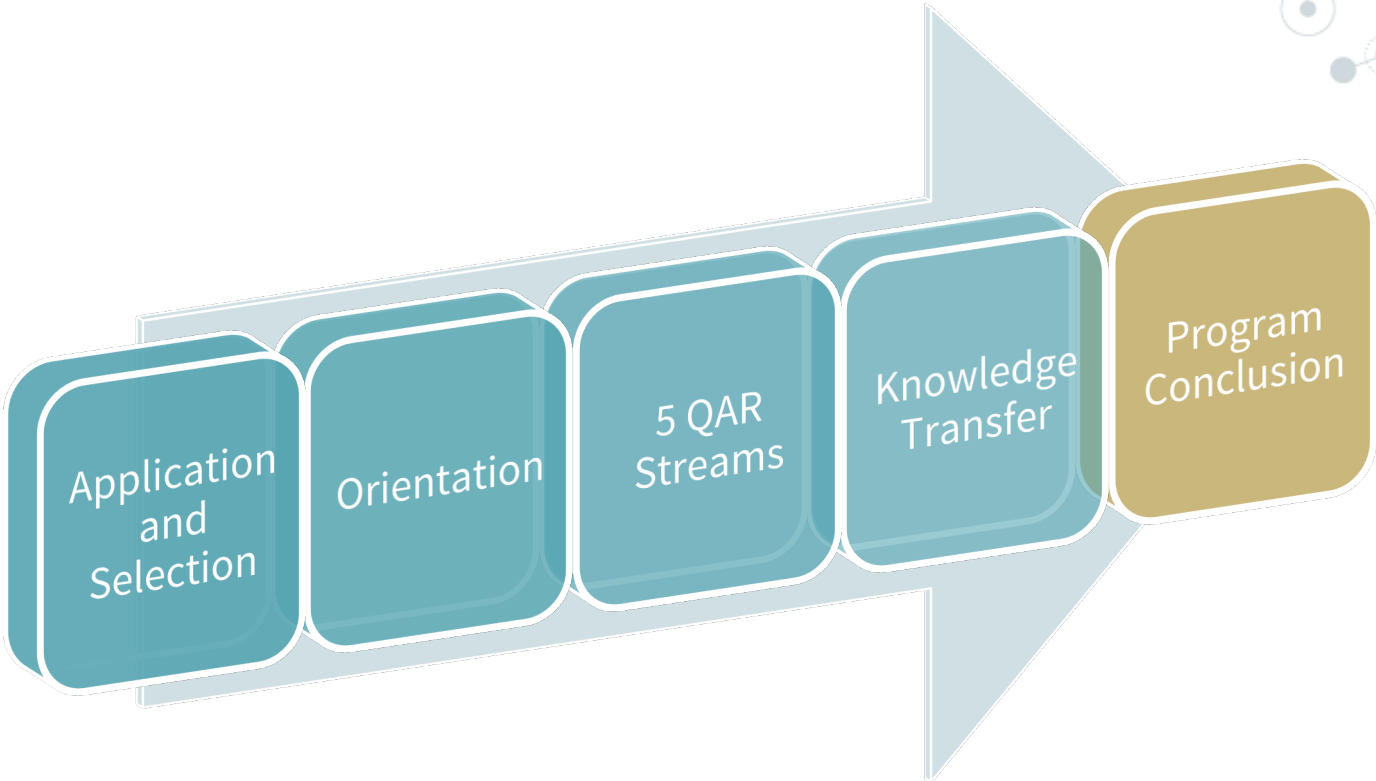 Application
and
Selection
Orientation
5 QAR
Streams
Knowledge
Transfer
Program
Conclusion